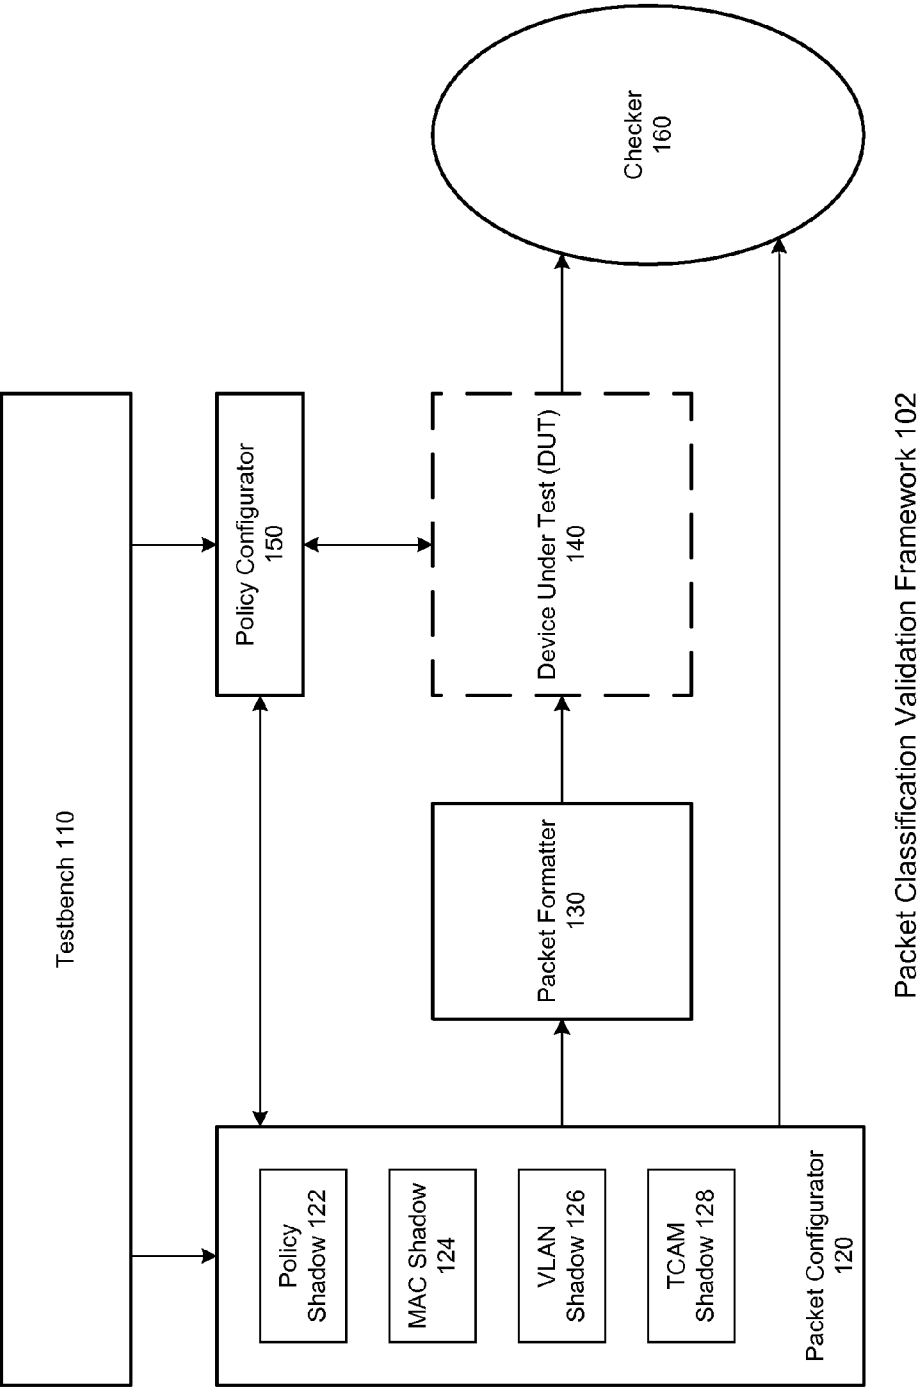 Testbench 110
Policy
Shadow 122
MAC Shadow
124
VLAN
Shadow 126
TCAM
Shadow 128
Packet Configurator
120
Policy Configurator
150
Packet Formatter
130
Device Under Test (DUT)
140
Checker
160
Packet Classification Validation Framework 102